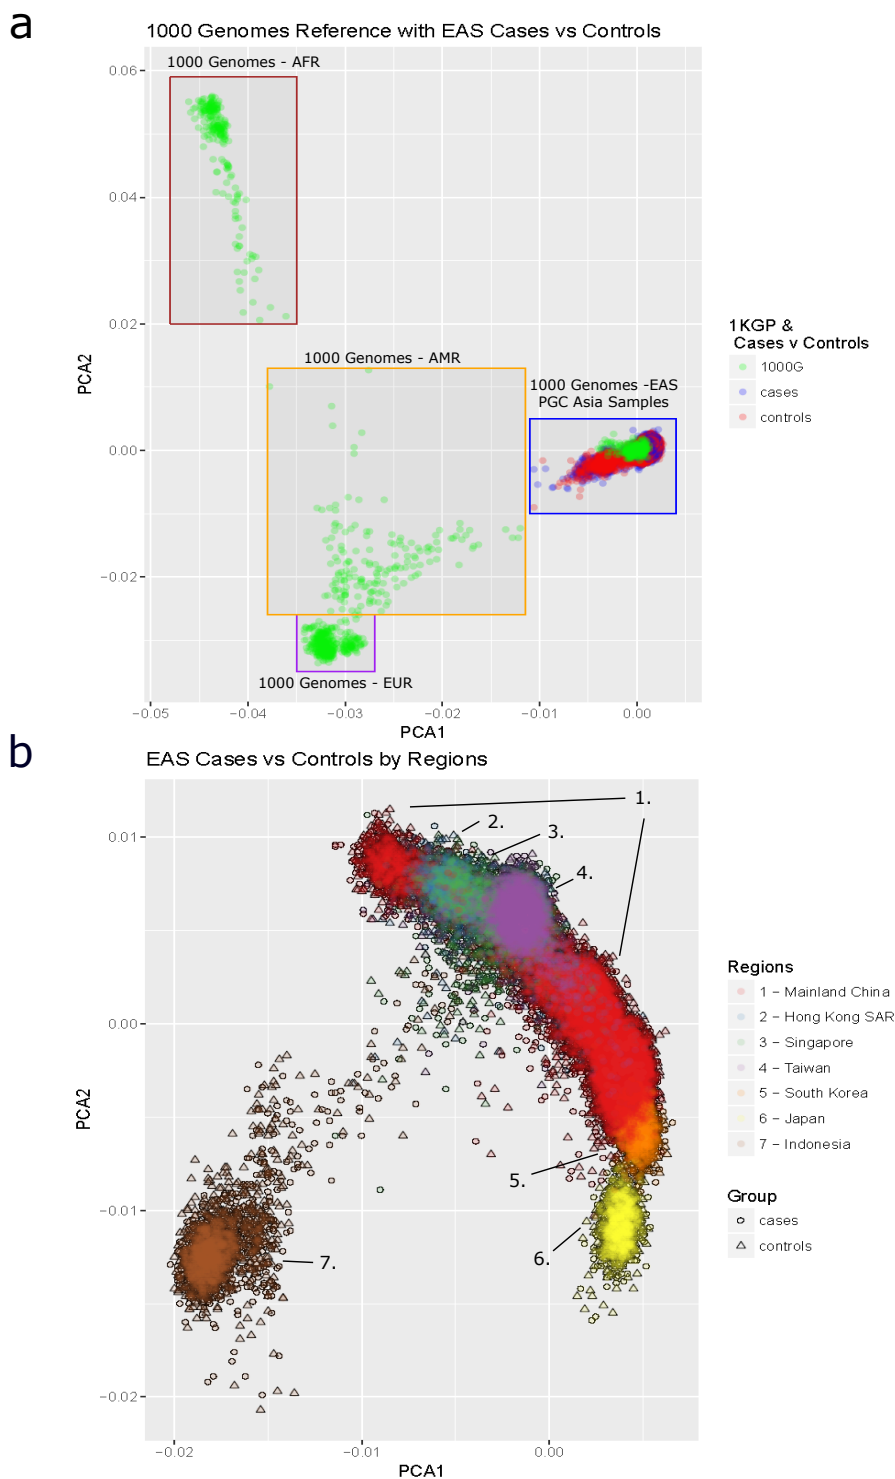 a
1000 Genomes Reference with EAS Cases vs Controls
1000 Genomes - AFR
0.06
0.04
0.02
0.00
−0.02
PCA2
1000 Genomes - AMR
1000 Genomes -EAS
PGC Asia Samples
1000 Genomes - EUR
−0.05
−0.04
−0.03
−0.02
−0.01
0.00
PCA1
1KGP &
Cases v Controls
1000G
cases
controls
b
EAS Cases vs Controls by Regions
1.
2.
3.
4.
5.
6.
7.
0.01
0.00
−0.01
−0.02
PCA2
−0.02
−0.01
0.00
PCA1
Regions
1 − Mainland China
2 − Hong Kong SAR
3 − Singapore
4 − Taiwan
5 − South Korea
6 − Japan
7 − Indonesia
Group
cases
controls